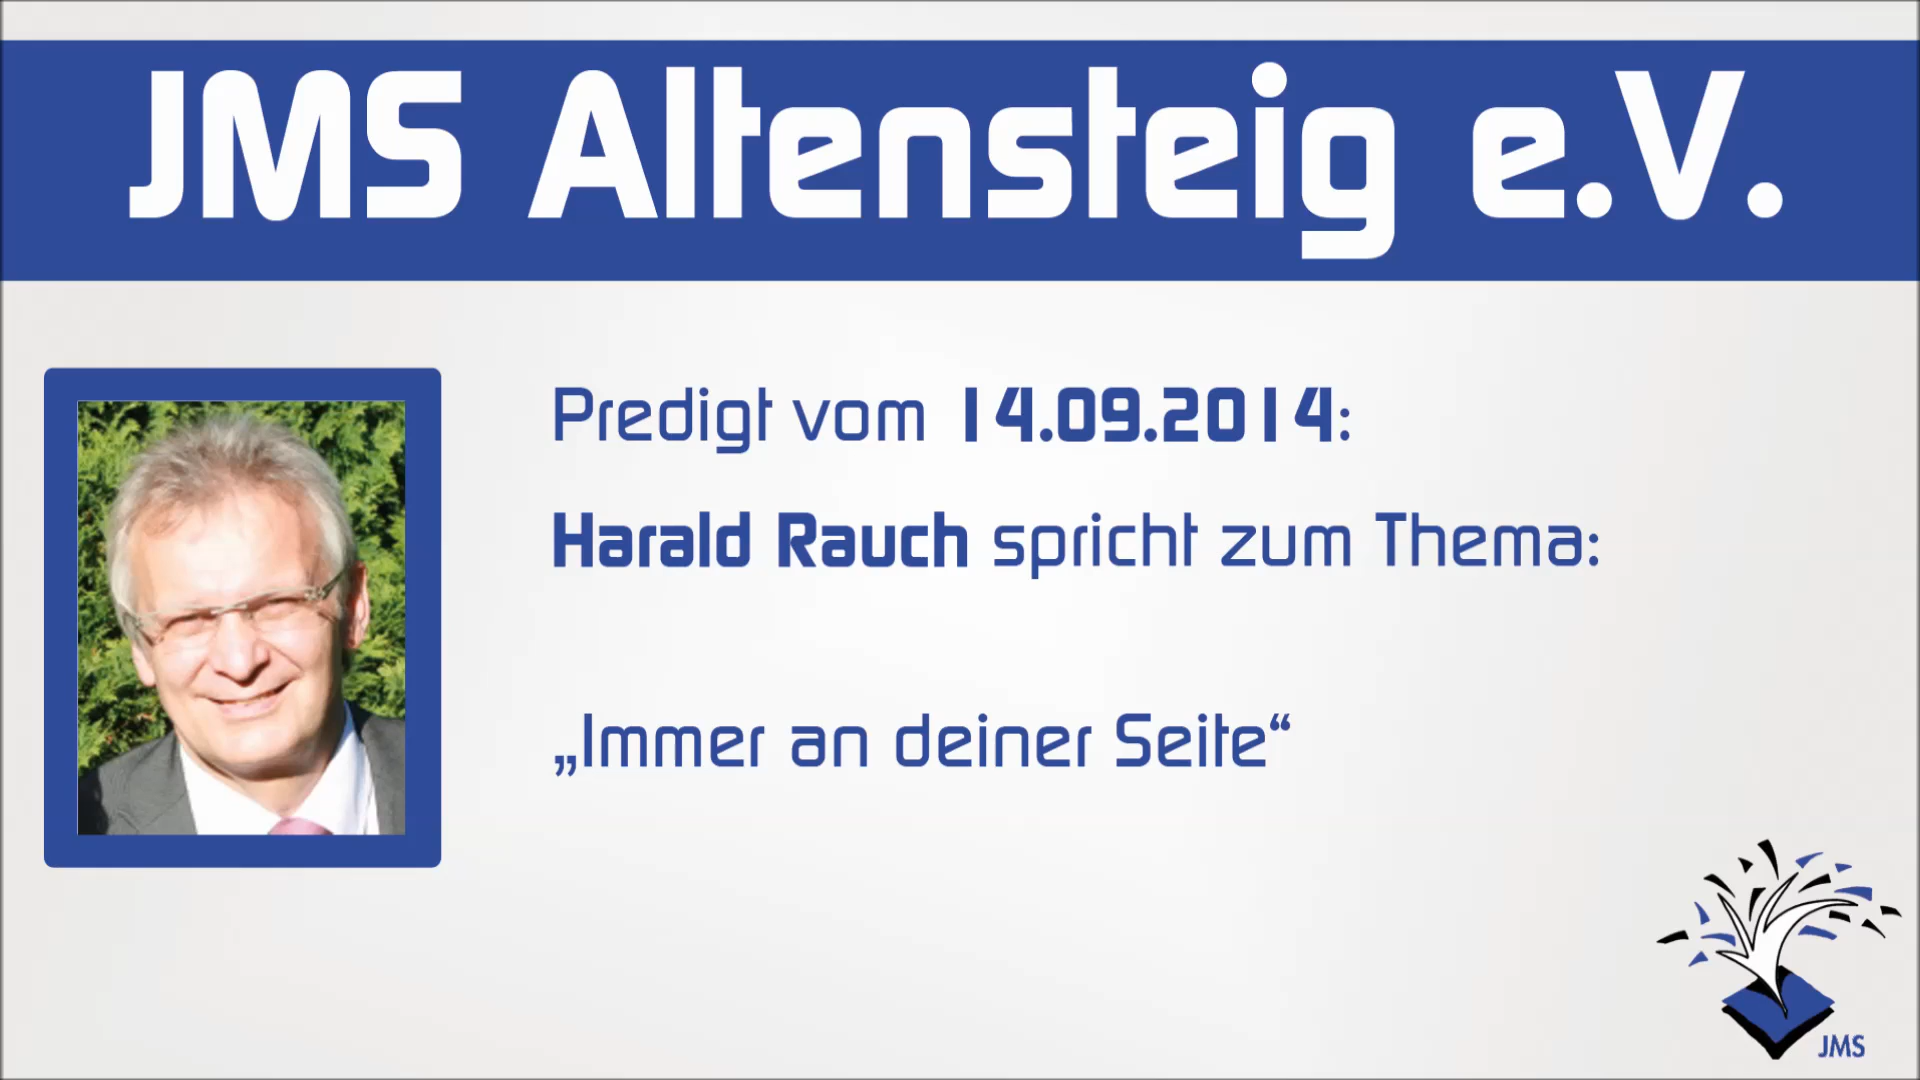 JMS Altensteig e.V.
Predigt vom 14.09.2014:
Harald Rauch spricht zum Thema:
„Immer an deiner Seite“
JMS